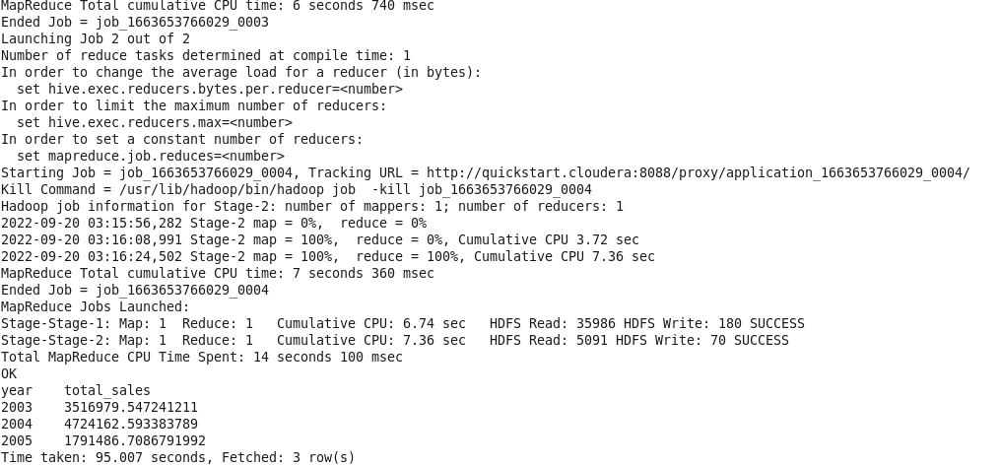 MapReduce Total cumulative CPU time: 6 seconds 740 msec
Ended Job = job_1663653766029_0003
Launching Job 2 out of 2
Number of reduce tasks determined at compile time: 1
In order to change the average load for a reducer (in bytes):
  set hive.exec.reducers.bytes.per.reducer=<number>
In order to limit the maximum number of reducers:
  set hive.exec.reducers.max=<number>
In order to set a constant number of reducers:
  set mapreduce.job.reduces=<number>
Starting Job = job_1663653766029_0004, Tracking URL = http://quickstart.cloudera:8088/proxy/application_1663653766029_0004/
Kill Command = /usr/lib/hadoop/bin/hadoop job  -kill job_1663653766029_0004
Hadoop job information for Stage-2: number of mappers: 1; number of reducers: 1
2022-09-20 03:15:56,282 Stage-2 map = 0%,  reduce = 0%
2022-09-20 03:16:08,991 Stage-2 map = 100%,  reduce = 0%, Cumulative CPU 3.72 sec
2022-09-20 03:16:24,502 Stage-2 map = 100%,  reduce = 100%, Cumulative CPU 7.36 sec
MapReduce Total cumulative CPU time: 7 seconds 360 msec
Ended Job = job_1663653766029_0004
MapReduce Jobs Launched:
Stage-Stage-1: Map: 1  Reduce: 1   Cumulative CPU: 6.74 sec   HDFS Read: 35986 HDFS Write: 180 SUCCESS
Stage-Stage-2: Map: 1  Reduce: 1   Cumulative CPU: 7.36 sec   HDFS Read: 5091 HDFS Write: 70 SUCCESS
Total MapReduce CPU Time Spent: 14 seconds 100 msec
OK
year    total_sales
2003    3516979.547241211
2004    4724162.593383789
2005    1791486.7086791992
Time taken: 95.007 seconds, Fetched: 3 row(s)